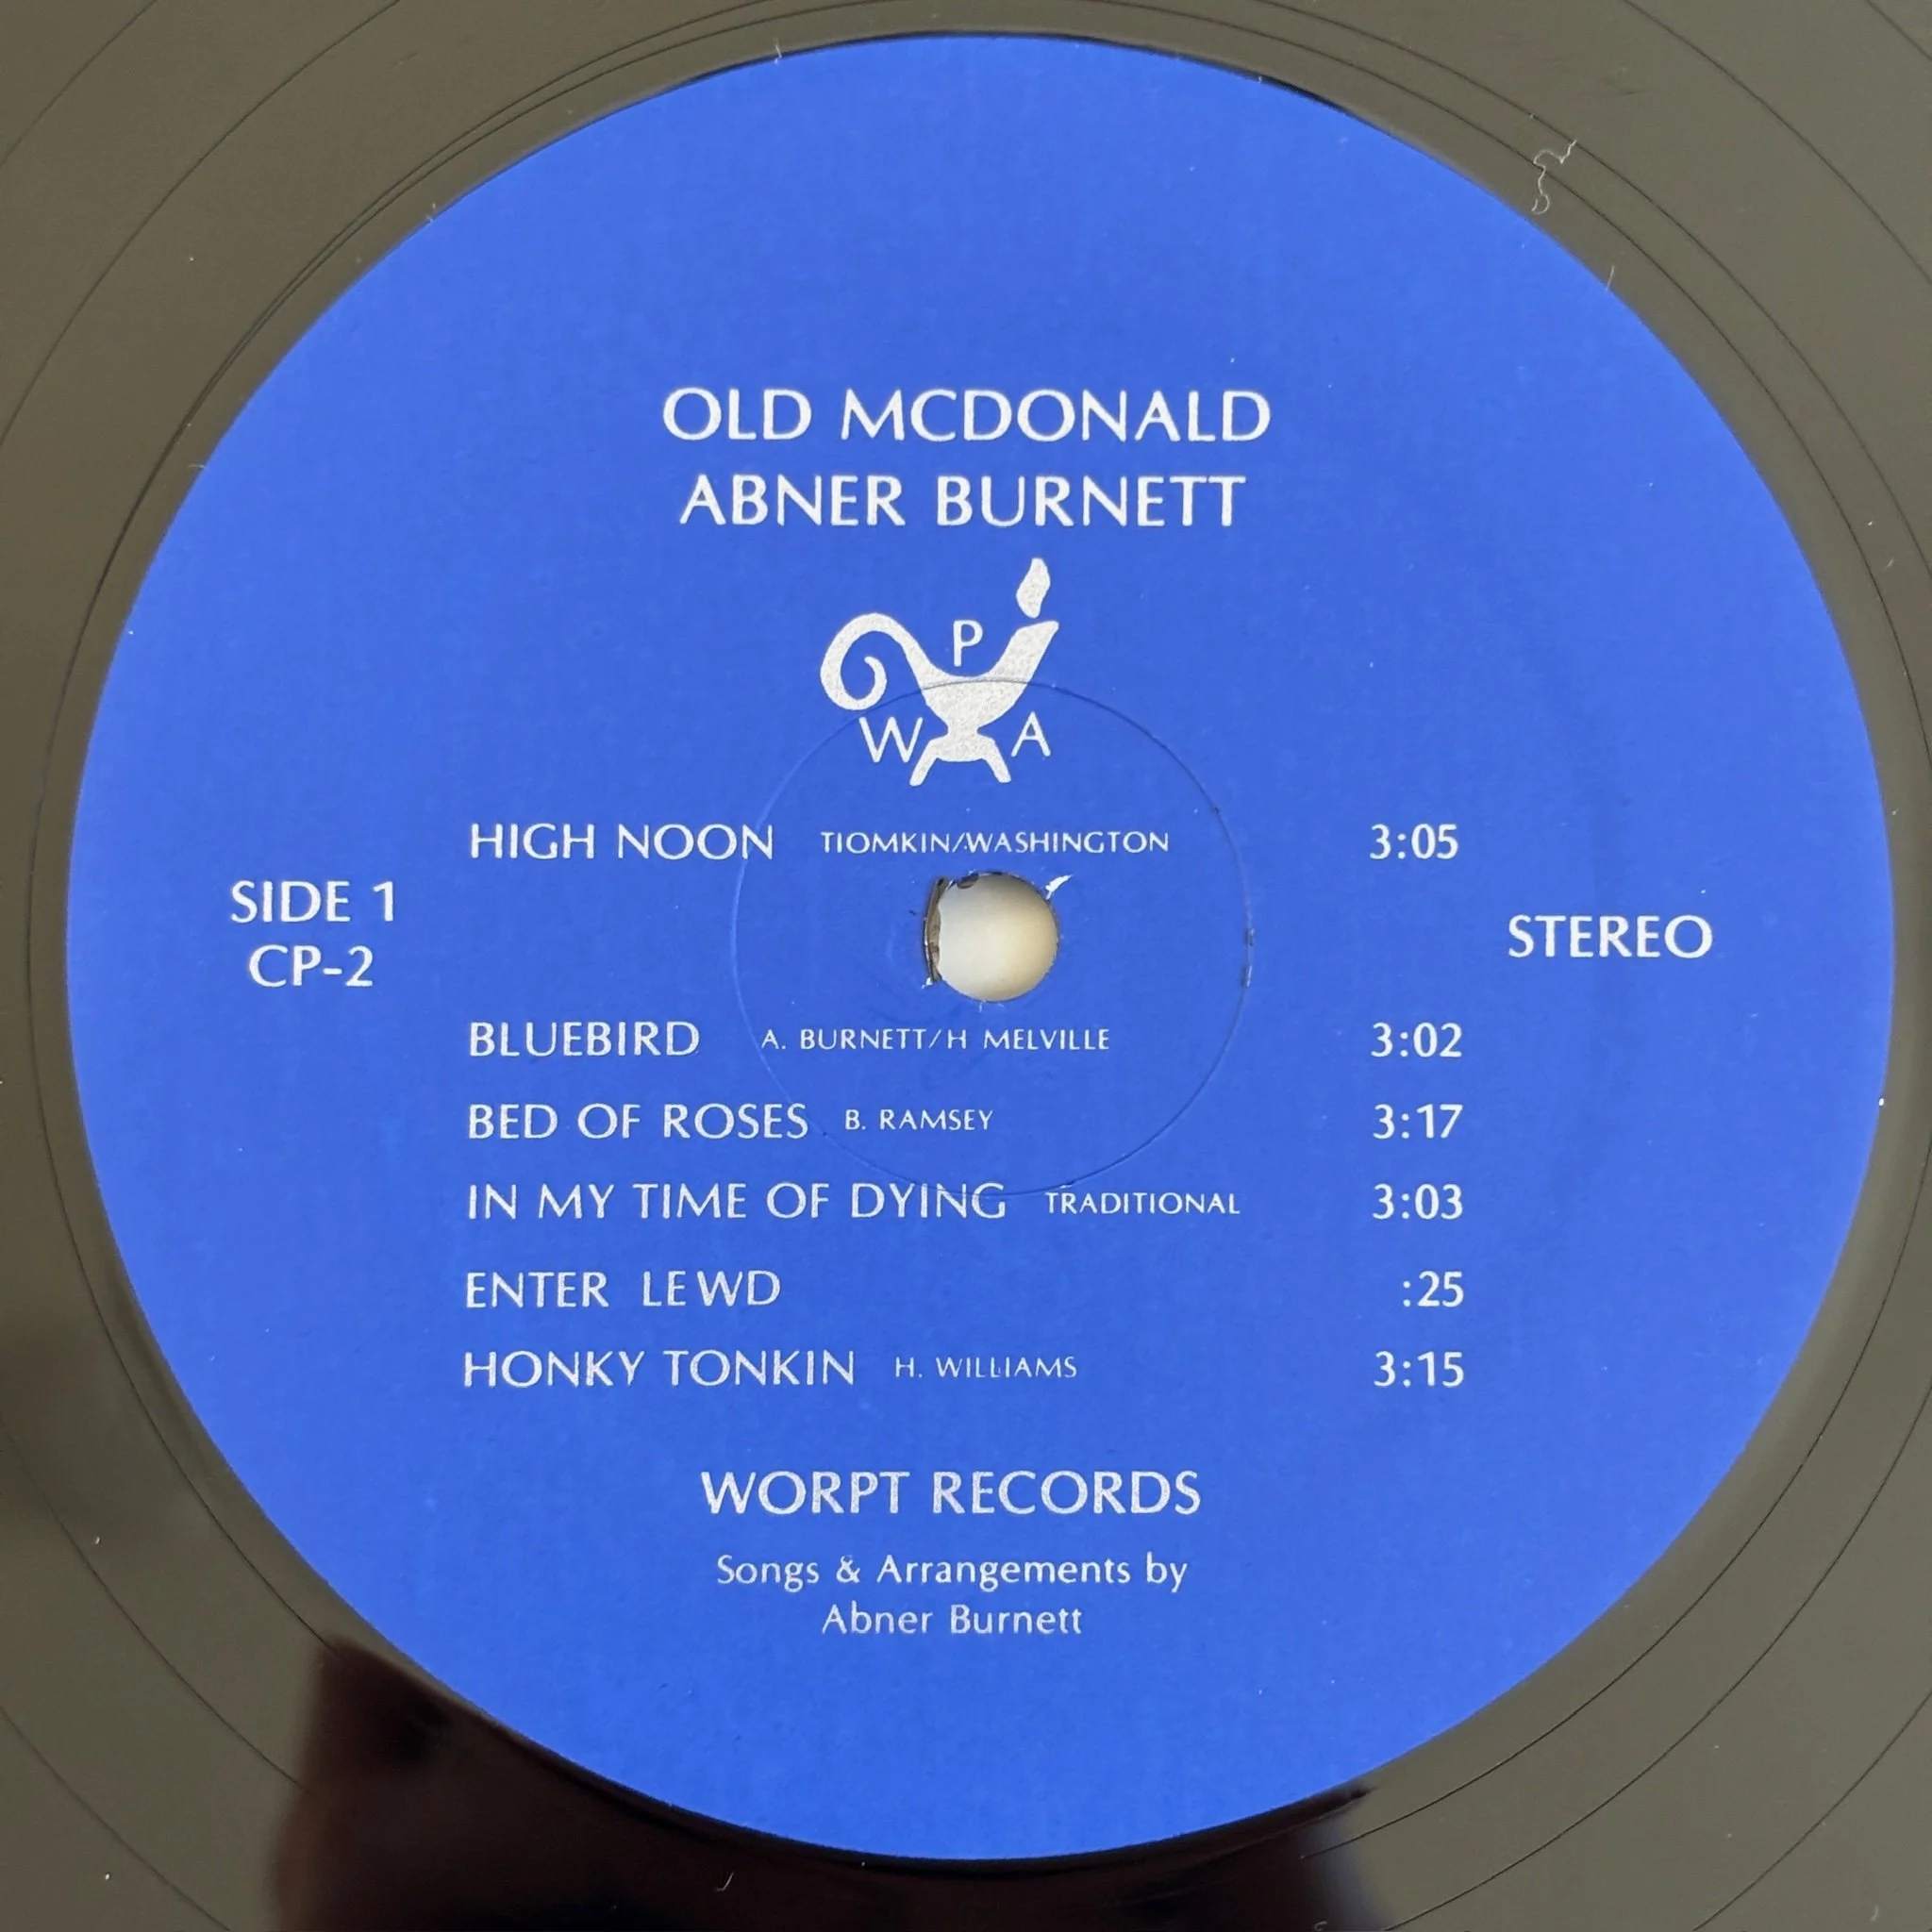 OLD MCDONALD
ABNER BURNETT
P
W A
HIGH NOON TIOMKIN/WASHINGTON 3:05
SIDE 1
CP-2
STEREO
BLUEBIRD A. BURNETT/H MELVILLE 3:02
BED OF ROSES B. RAMSEY 3:17
IN MY TIME OF DYING TRADITIONAL 3:03
ENTER LEWD :25
HONKY TONKIN H. WILLIAMS 3:15
WORPT RECORDS
Songs & Arrangements by
Abner Burnett